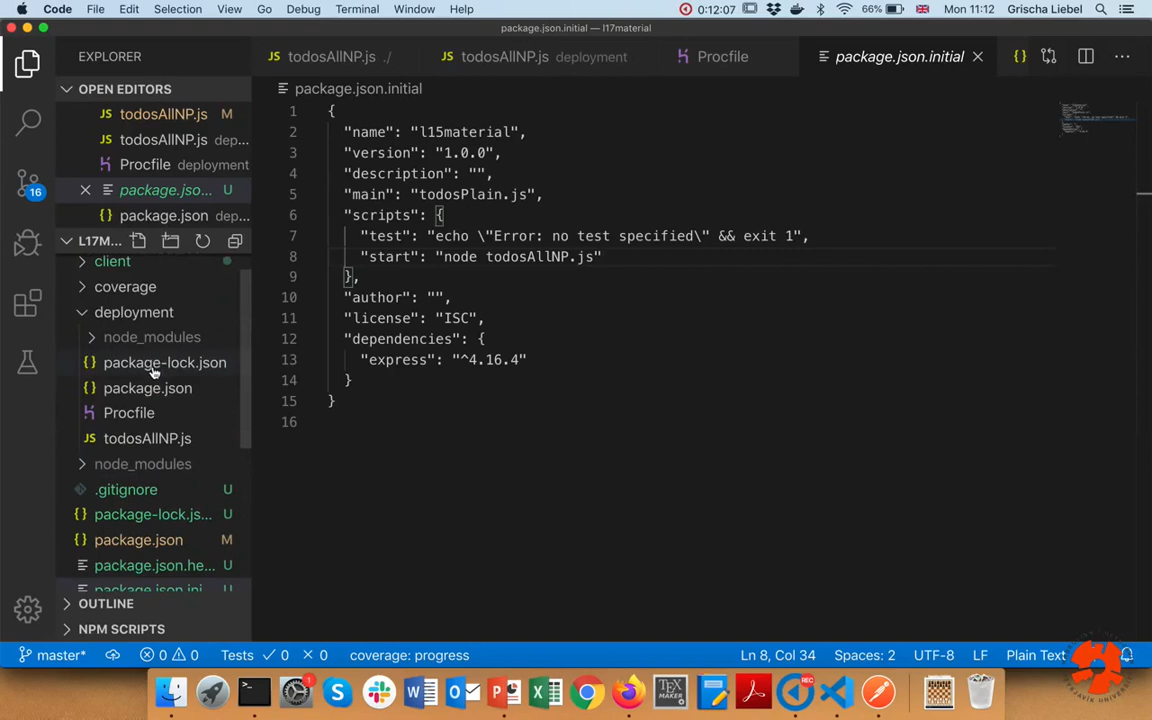 Code File Edit Selection View Go Debug Terminal Window Help 0:12:07 66% Mon 11:12 Grischa Liebel
package.json.initial — l17material
EXPLORER
todosAllNP.js ./
todosAllNP.js deployment
Procfile
package.json.initial
OPEN EDITORS
package.json.initial
todosAllNP.js M
todosAllNP.js dep...
Procfile deployment
package.jso... U
package.json dep...
L17M...
client
coverage
deployment
node_modules
package-lock.json
package.json
Procfile
todosAllNP.js
node_modules
.gitignore U
package-lock.js... U
package.json M
package.json.he... U
package.json.ini... U
OUTLINE
NPM SCRIPTS
16
1 {
2 "name": "l15material",
3 "version": "1.0.0",
4 "description": "",
5 "main": "todosPlain.js",
6 "scripts": {
7 "test": "echo \"Error: no test specified\" && exit 1",
8 "start": "node todosAllNP.js"
9 },
10 "author": "",
11 "license": "ISC",
12 "dependencies": {
13 "express": "^4.16.4"
14 }
15 }
16
master* 0 0 Tests 0 0 coverage: progress Ln 8, Col 34 Spaces: 2 UTF-8 LF Plain Text